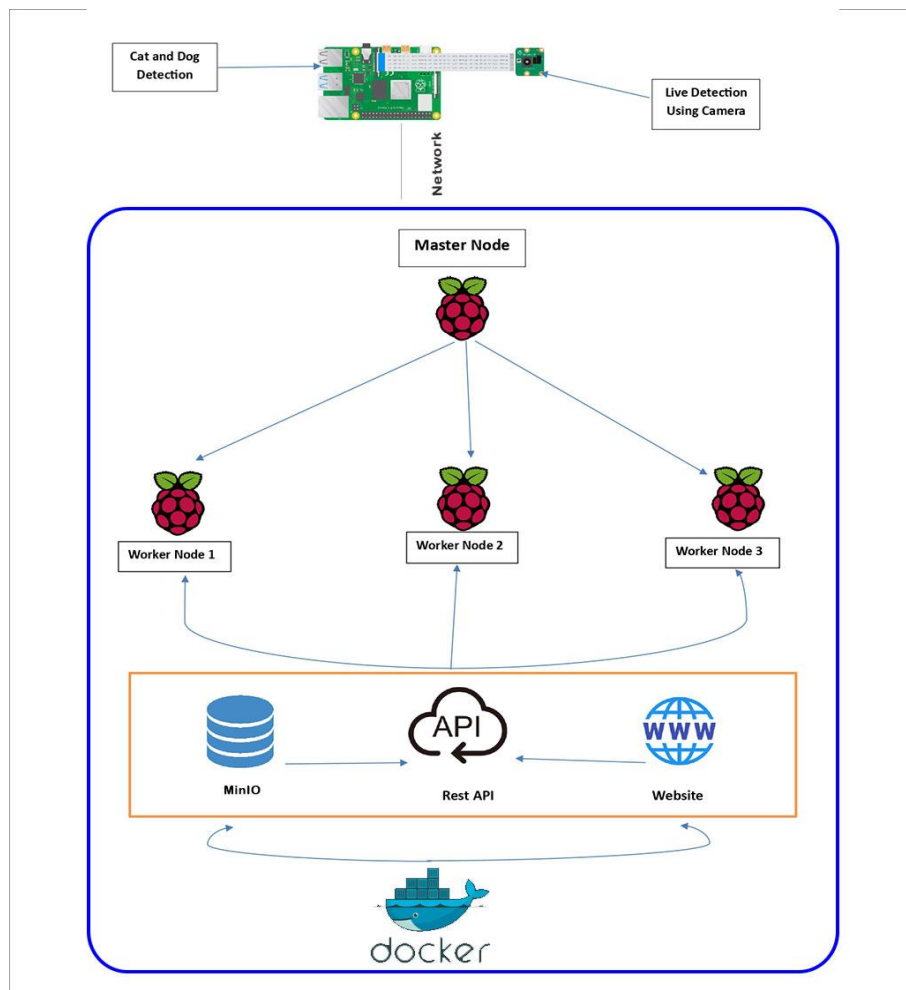 Cat and Dog
Detection
Live Detection
Using Camera
Network
Master Node
Worker Node 1
Worker Node 2
Worker Node 3
API
WWW
MinIO
Rest API
Website
docker